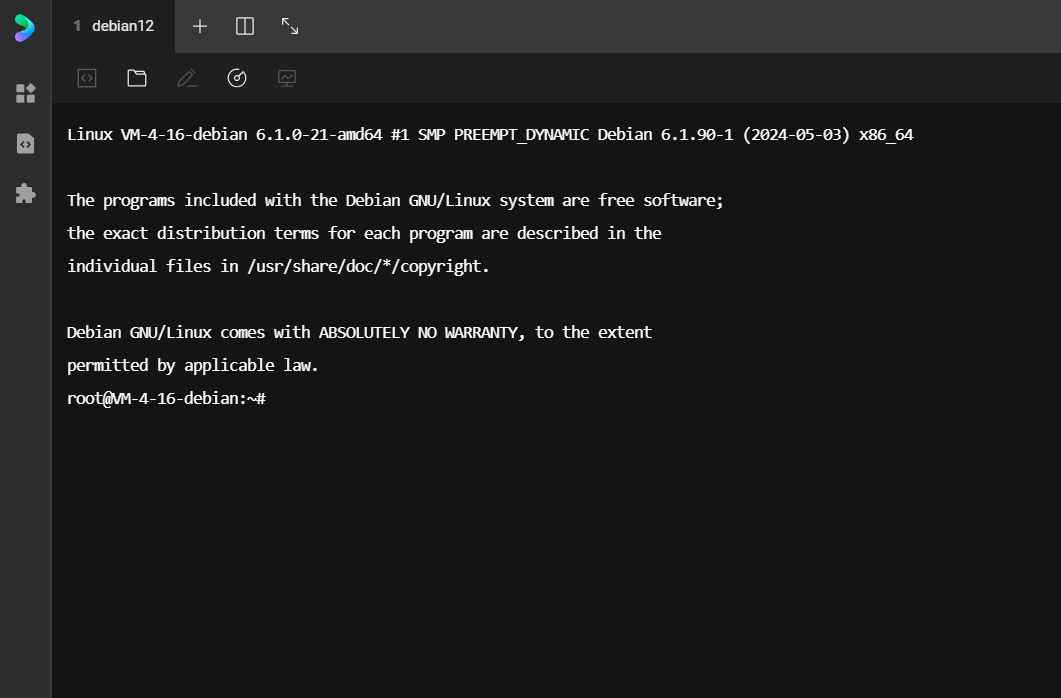 1 debian12
Linux VM-4-16-debian 6.1.0-21-amd64 #1 SMP PREEMPT_DYNAMIC Debian 6.1.90-1 (2024-05-03) x86_64
The programs included with the Debian GNU/Linux system are free software;
the exact distribution terms for each program are described in the
individual files in /usr/share/doc/*/copyright.
Debian GNU/Linux comes with ABSOLUTELY NO WARRANTY, to the extent
permitted by applicable law.
root@VM-4-16-debian:~#